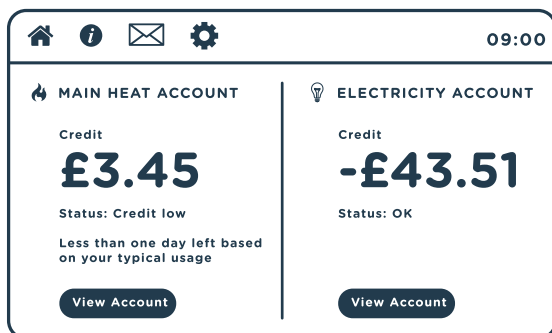 09:00
MAIN HEAT ACCOUNT
Credit
£3.45
Status: Credit low
Less than one day left based
on your typical usage
View Account
ELECTRICITY ACCOUNT
Credit
-£43.51
Status: OK
View Account